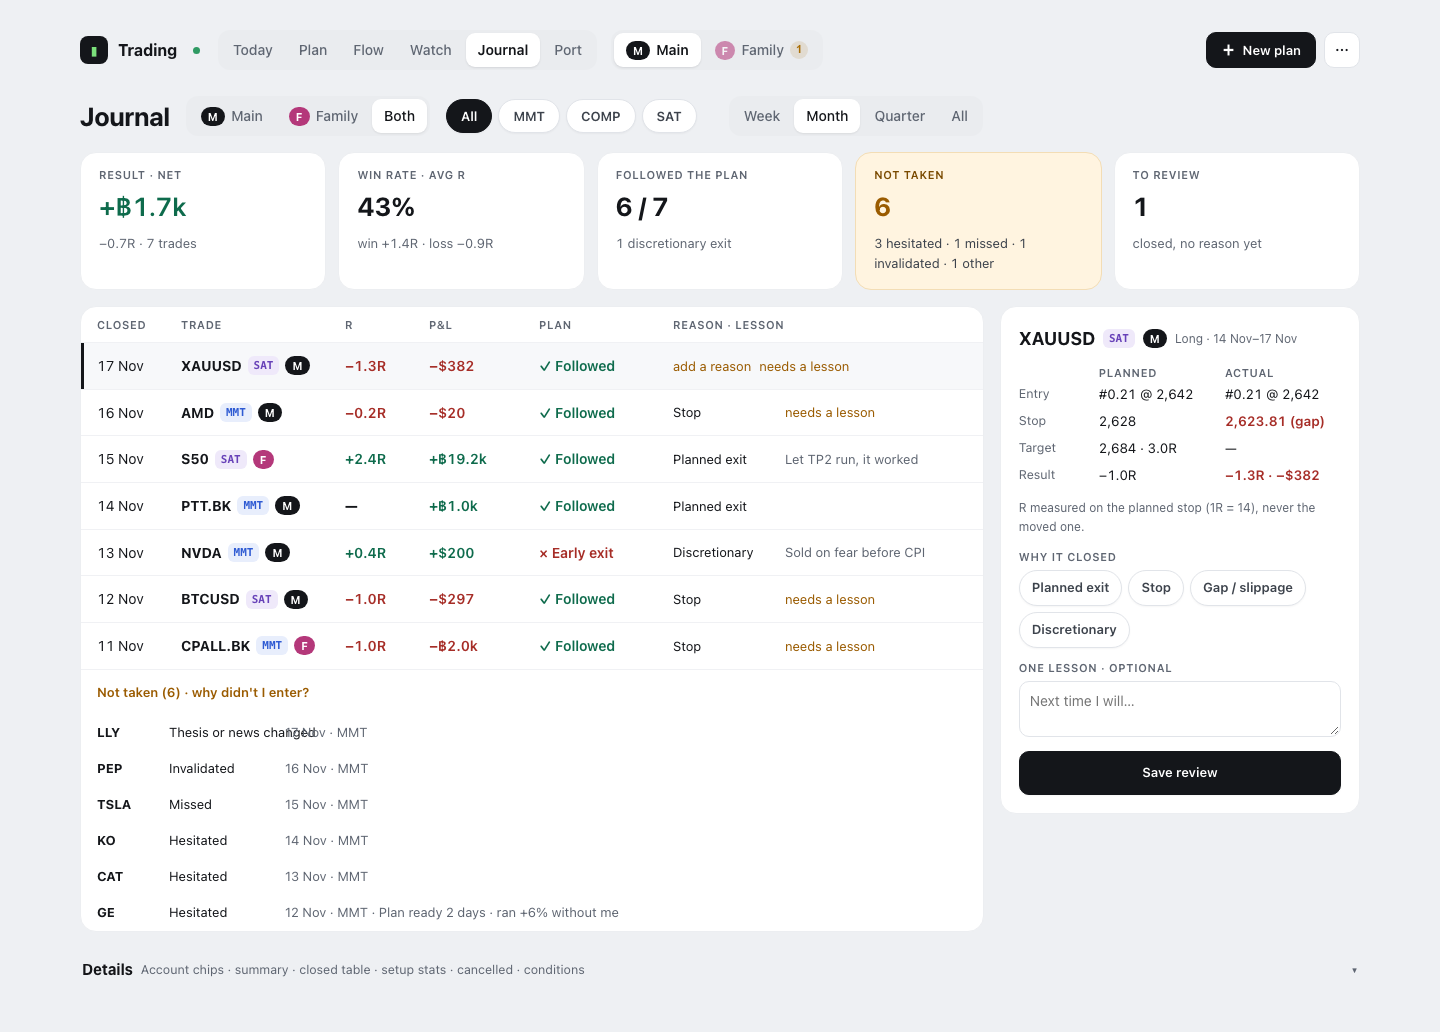 Trading Today Plan Flow Watch Journal Port M Main F Family 1 + New plan ···
Journal M Main F Family Both All MMT COMP SAT Week Month Quarter All
RESULT · NET
+฿1.7k
−0.7R · 7 trades
WIN RATE · AVG R
43%
win +1.4R · loss −0.9R
FOLLOWED THE PLAN
6 / 7
1 discretionary exit
NOT TAKEN
6
3 hesitated · 1 missed · 1
invalidated · 1 other
TO REVIEW
1
closed, no reason yet
CLOSED TRADE R P&L PLAN REASON · LESSON
17 Nov XAUUSD SAT M −1.3R −$382 ✓ Followed add a reason needs a lesson
16 Nov AMD MMT M −0.2R −$20 ✓ Followed Stop needs a lesson
15 Nov S50 SAT F +2.4R +฿19.2k ✓ Followed Planned exit Let TP2 run, it worked
14 Nov PTT.BK MMT M — +฿1.0k ✓ Followed Planned exit
13 Nov NVDA MMT M +0.4R +$200 × Early exit Discretionary Sold on fear before CPI
12 Nov BTCUSD SAT M −1.0R −$297 ✓ Followed Stop needs a lesson
11 Nov CPALL.BK MMT F −1.0R −฿2.0k ✓ Followed Stop needs a lesson
Not taken (6) · why didn't I enter?
LLY Thesis or news changed 17 Nov · MMT
PEP Invalidated 16 Nov · MMT
TSLA Missed 15 Nov · MMT
KO Hesitated 14 Nov · MMT
CAT Hesitated 13 Nov · MMT
GE Hesitated 12 Nov · MMT · Plan ready 2 days · ran +6% without me
XAUUSD SAT M Long · 14 Nov–17 Nov
PLANNED ACTUAL
Entry #0.21 @ 2,642 #0.21 @ 2,642
Stop 2,628 2,623.81 (gap)
Target 2,684 · 3.0R —
Result −1.0R −1.3R · −$382
R measured on the planned stop (1R = 14), never the
moved one.
WHY IT CLOSED
Planned exit Stop Gap / slippage
Discretionary
ONE LESSON · OPTIONAL
Next time I will…
Save review
Details Account chips · summary · closed table · setup stats · cancelled · conditions